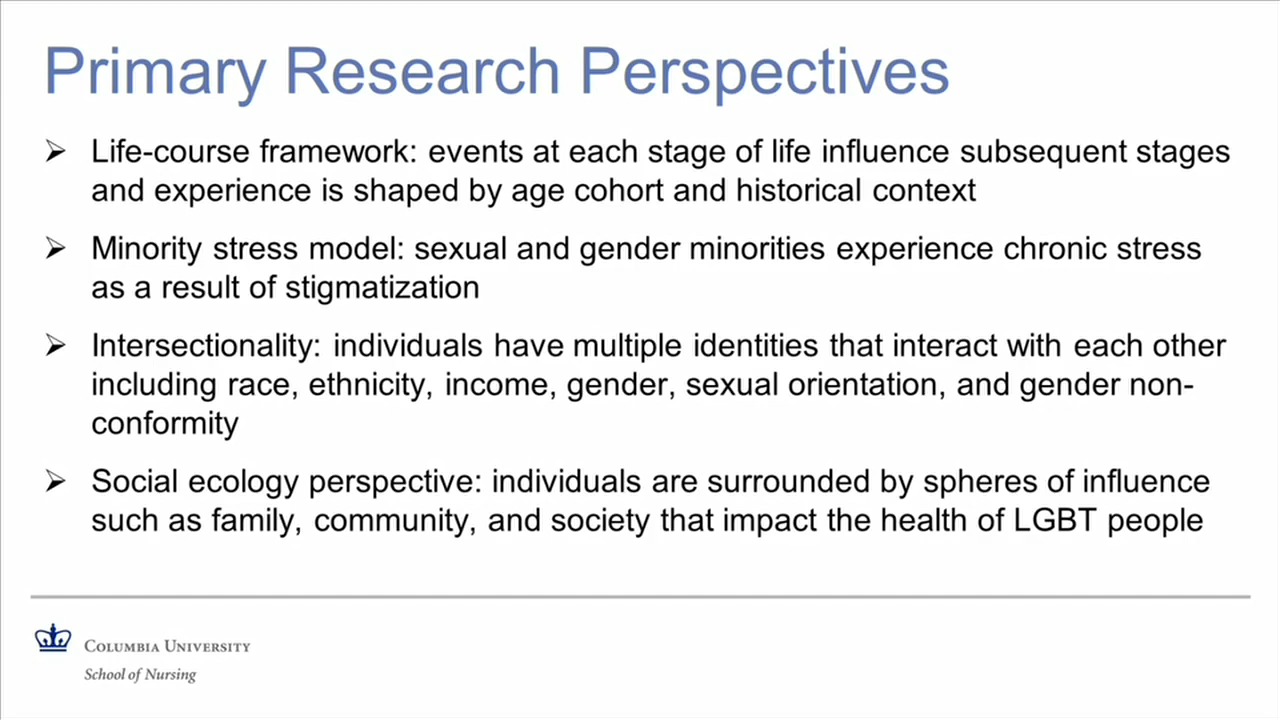 Primary Research Perspectives
➢ Life-course framework: events at each stage of life influence subsequent stages
and experience is shaped by age cohort and historical context
➢ Minority stress model: sexual and gender minorities experience chronic stress
as a result of stigmatization
➢ Intersectionality: individuals have multiple identities that interact with each other
including race, ethnicity, income, gender, sexual orientation, and gender non-
conformity
➢ Social ecology perspective: individuals are surrounded by spheres of influence
such as family, community, and society that impact the health of LGBT people
COLUMBIA UNIVERSITY
School of Nursing